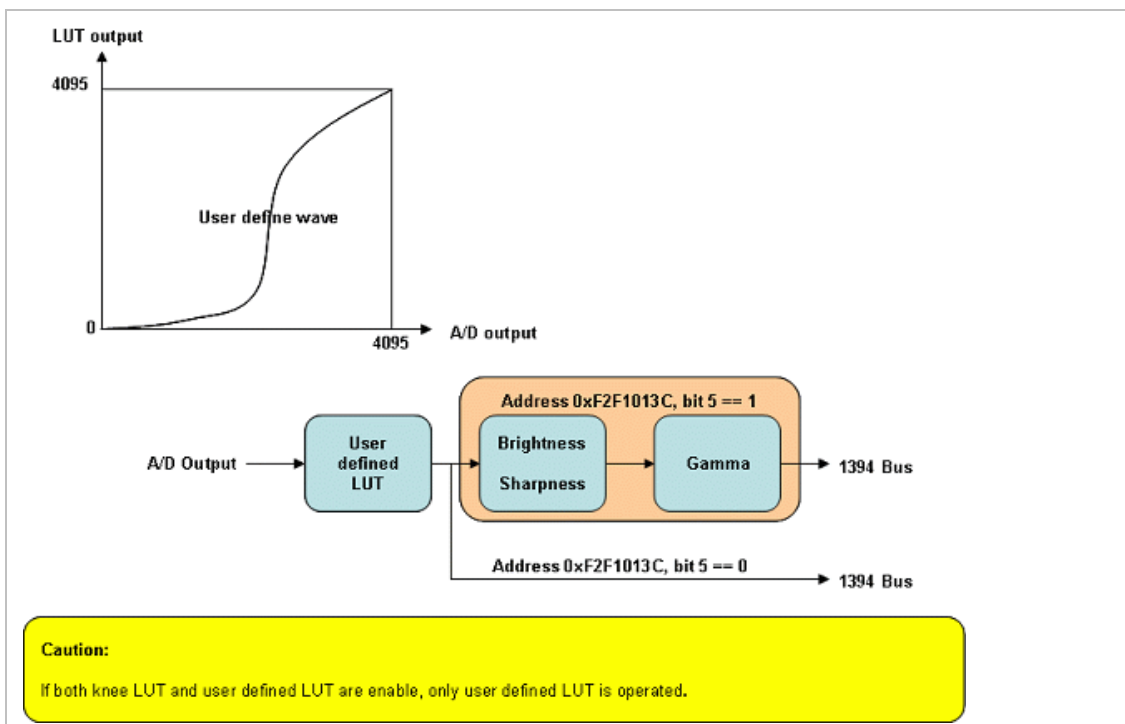 LUT output
4095
User define wave
0
4095
A/D output
Address 0xF2F1013C, bit 5 == 1
A/D Output
User
defined
LUT
Brightness
Sharpness
Gamma
1394 Bus
Address 0xF2F1013C, bit 5 == 0
1394 Bus
Caution:
If both knee LUT and user defined LUT are enable, only user defined LUT is operated.